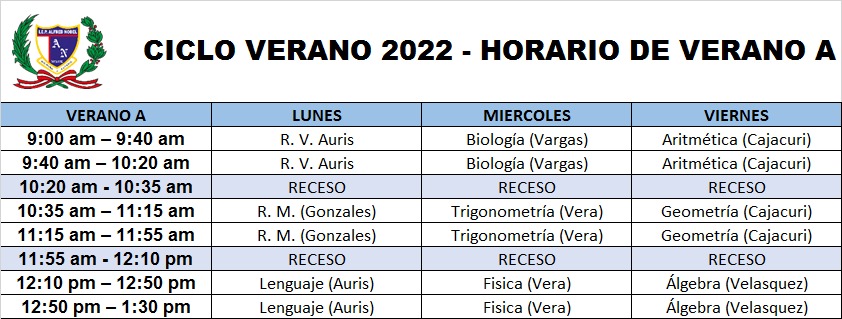 I.E.P. ALFRED NOBEL
A N
CICLO VERANO 2022 - HORARIO DE VERANO A
VERANO A LUNES MIERCOLES VIERNES
9:00 am – 9:40 am R. V. Auris Biología (Vargas) Aritmética (Cajacuri)
9:40 am – 10:20 am R. V. Auris Biología (Vargas) Aritmética (Cajacuri)
10:20 am - 10:35 am RECESO RECESO RECESO
10:35 am – 11:15 am R. M. (Gonzales) Trigonometría (Vera) Geometría (Cajacuri)
11:15 am – 11:55 am R. M. (Gonzales) Trigonometría (Vera) Geometría (Cajacuri)
11:55 am - 12:10 pm RECESO RECESO RECESO
12:10 pm – 12:50 pm Lenguaje (Auris) Fisica (Vera) Álgebra (Velasquez)
12:50 pm – 1:30 pm Lenguaje (Auris) Fisica (Vera) Álgebra (Velasquez)